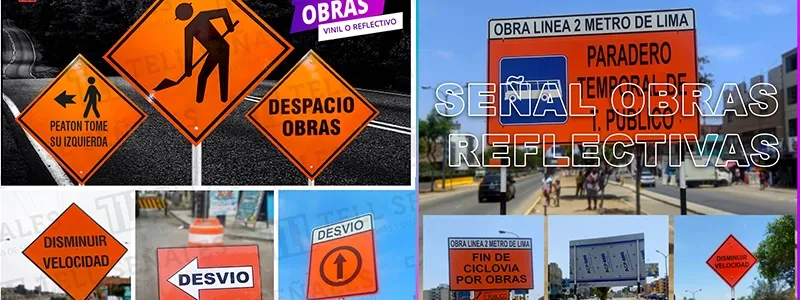 OBRAS
VINIL O REFLECTIVO
PEATON TOME
SU IZQUIERDA
DESPACIO
OBRAS
DISMINUIR
VELOCIDAD
DESVIO
DESVIO
OBRA LINEA 2 METRO DE LIMA
PARADERO
TEMPORAL DE
T. PUBLICO
SEÑAL OBRAS
REFLECTIVAS
OBRA LINEA 2 METRO DE LIMA
FIN DE
CICLOVIA
POR OBRAS
DISMINUIR
VELOCIDAD